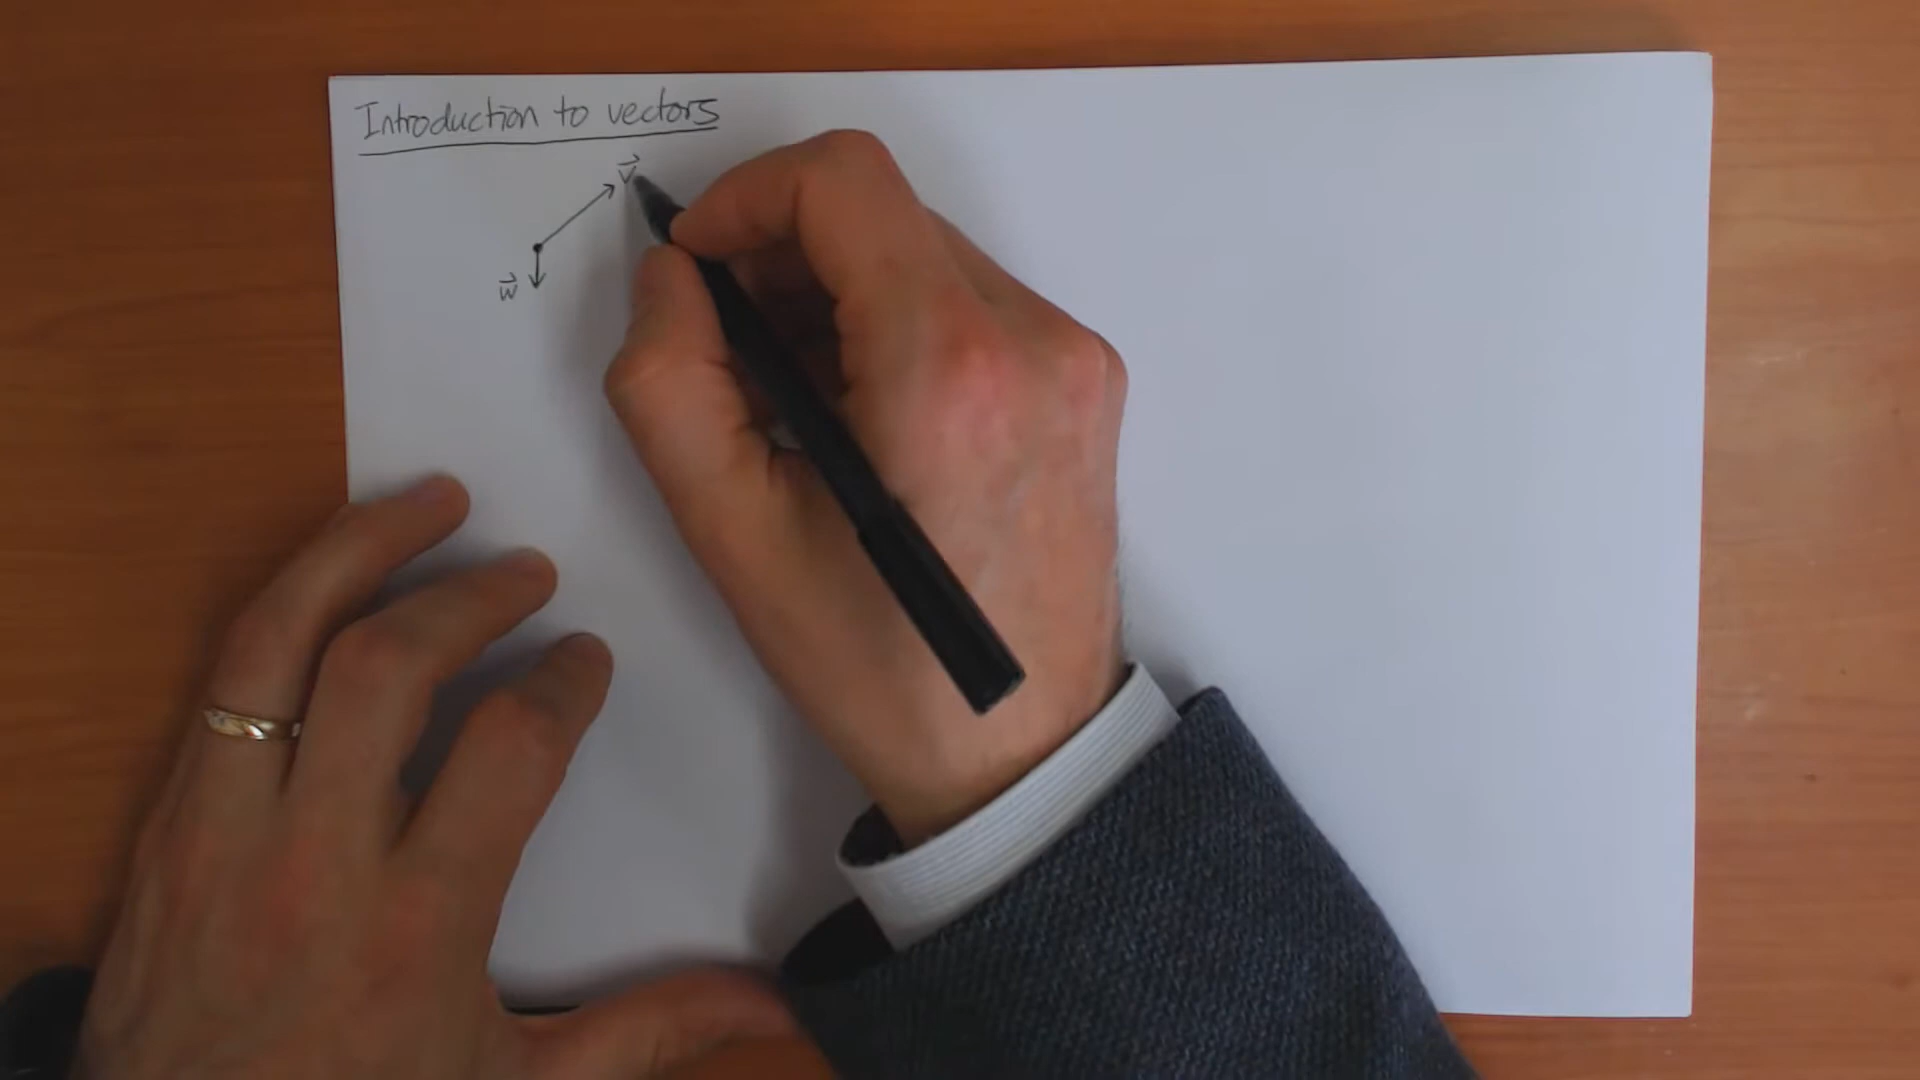 Introduction to vectors
v⃗
w⃗